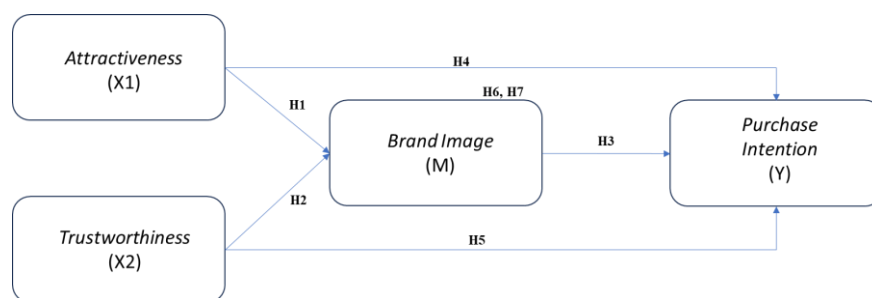 Attractiveness
(X1)
H4
H6, H7
H1
Brand Image
(M)
H3
Purchase
Intention
(Y)
H2
Trustworthiness
(X2)
H5